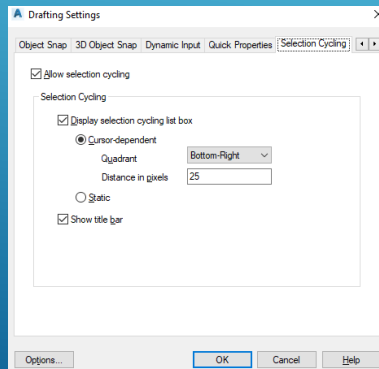 Drafting Settings
Object Snap 3D Object Snap Dynamic Input Quick Properties Selection Cycling
Allow selection cycling
Selection Cycling
Display selection cycling list box
Cursor-dependent
Quadrant Bottom-Right
Distance in pixels 25
Static
Show title bar
Options... OK Cancel Help